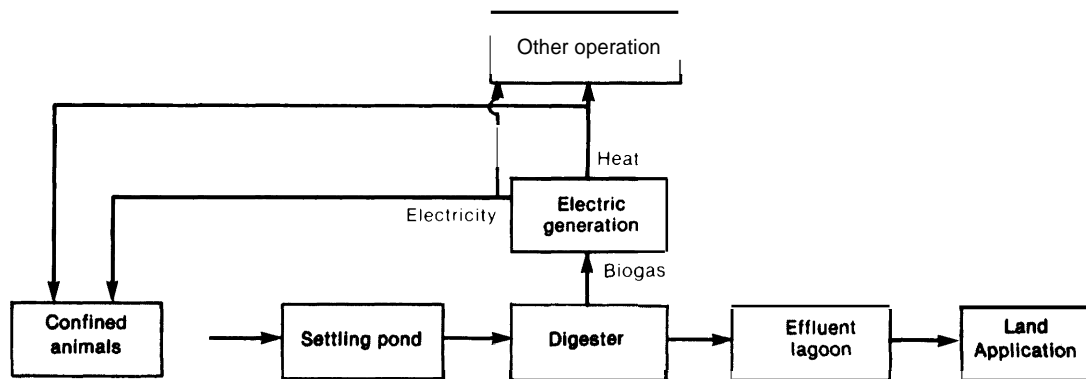 Other operation
Heat
Electricity
Electric
generation
Biogas
Confined
animals
Settling pond
Digester
Effluent
lagoon
Land
Application